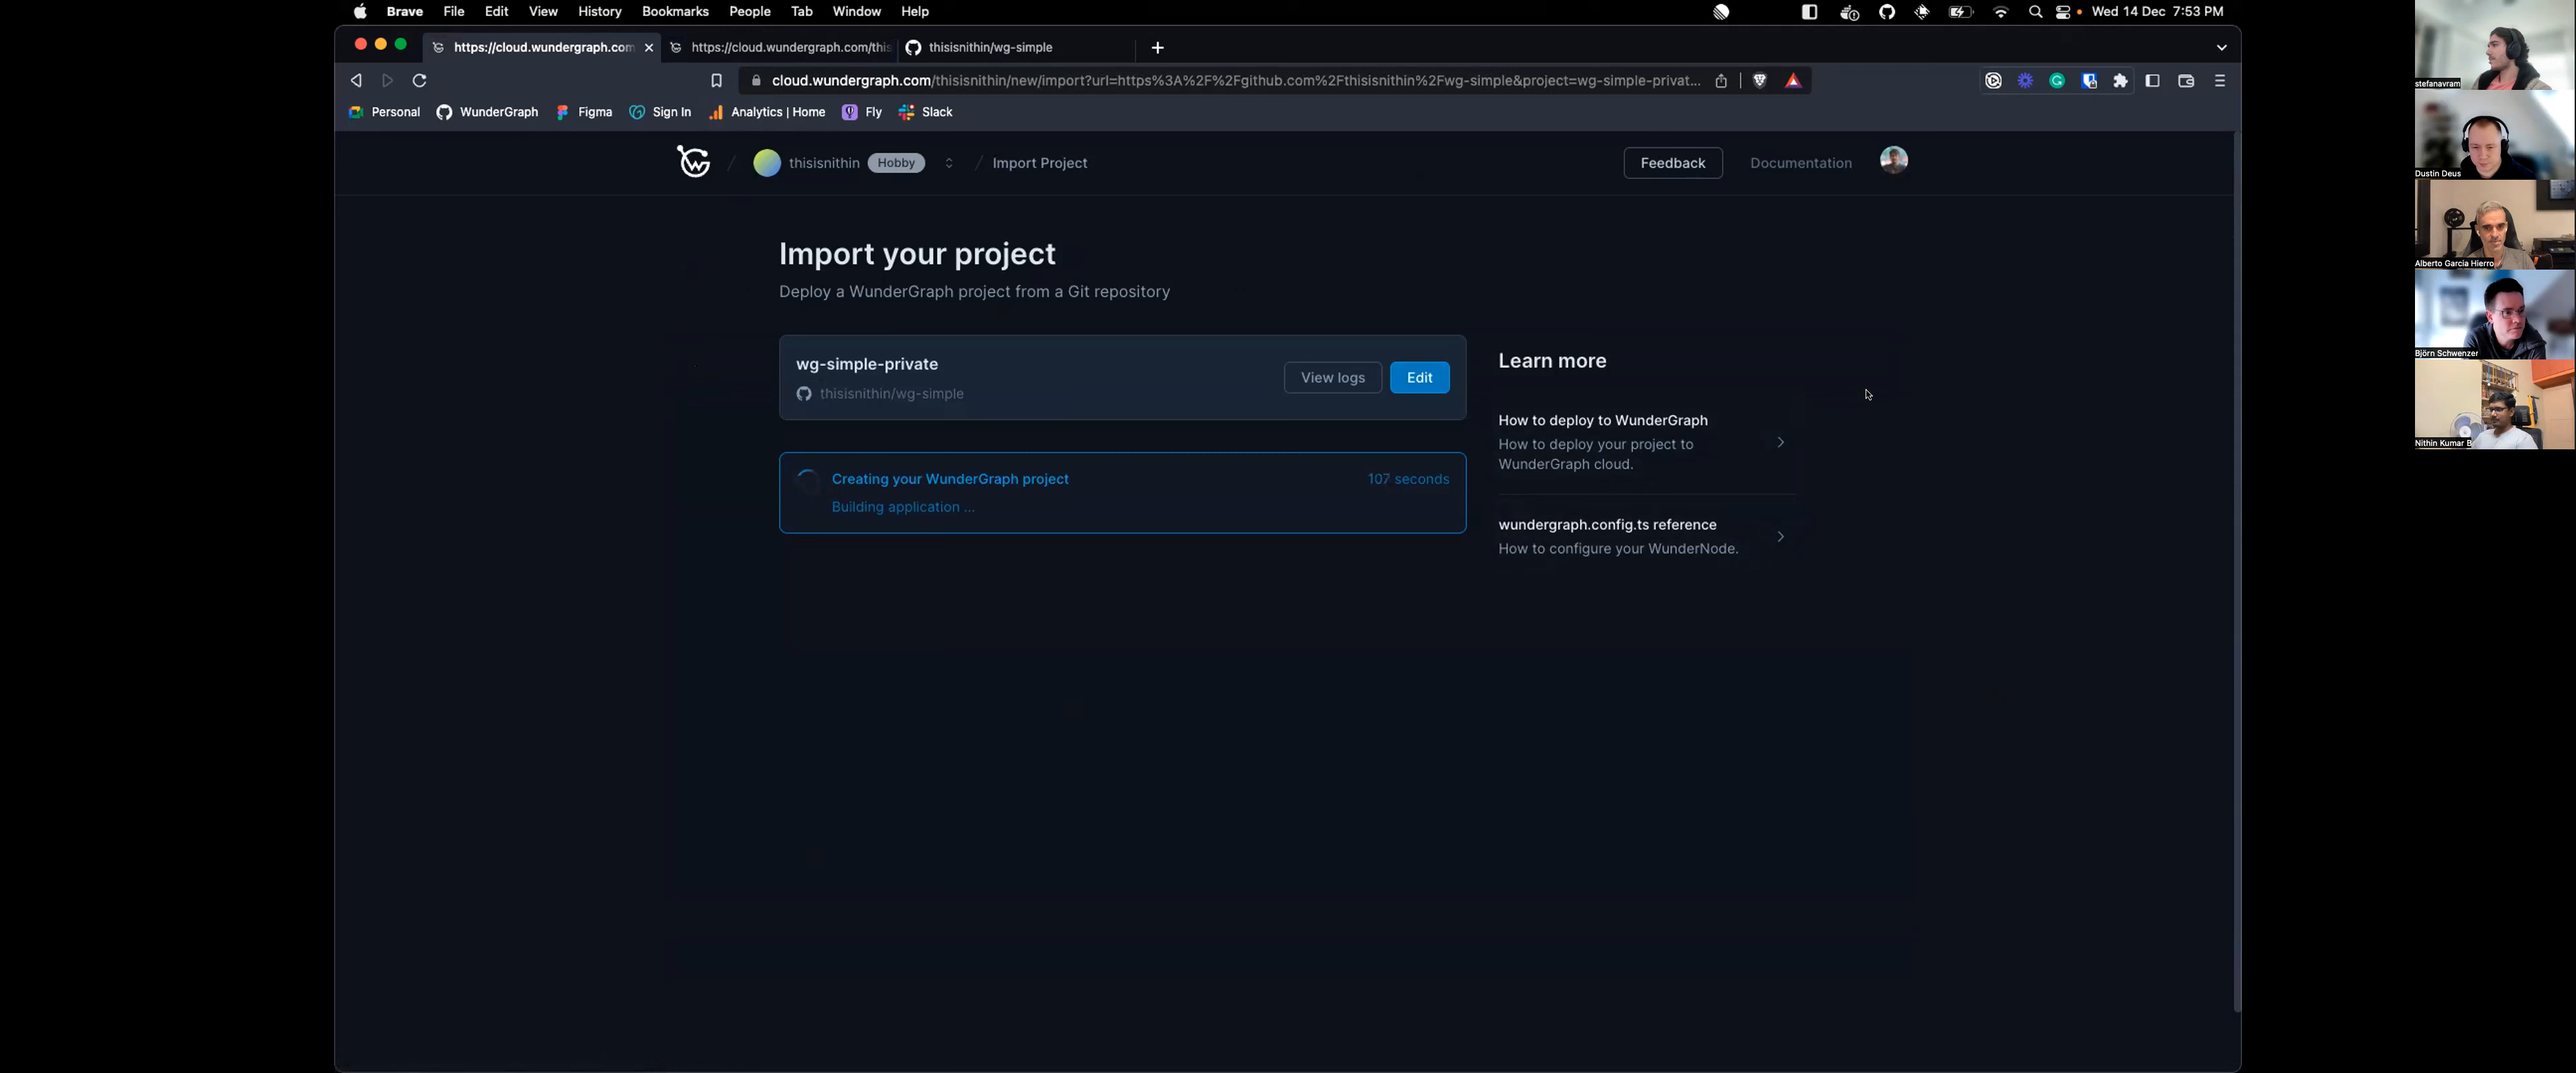 Brave File Edit View History Bookmarks People Tab Window Help Wed 14 Dec 7:53 PM
https://cloud.wundergraph.com https://cloud.wundergraph.com/this thisisnithin/wg-simple
cloud.wundergraph.com/thisisnithin/new/import?url=https%3A%2F%2Fgithub.com%2Fthisisnithin%2Fwg-simple&project=wg-simple-privat...
Personal WunderGraph Figma Sign In Analytics | Home Fly Slack
thisisnithin Hobby / Import Project Feedback Documentation
Import your project
Deploy a WunderGraph project from a Git repository
wg-simple-private
thisisnithin/wg-simple
View logs Edit
Creating your WunderGraph project 107 seconds
Building application ...
Learn more
How to deploy to WunderGraph
How to deploy your project to
WunderGraph cloud.
wundergraph.config.ts reference
How to configure your WunderNode.
stefanavram
Dustin Deus
Alberto Garcia Hierro
Björn Schwenzer
Nithin Kumar B